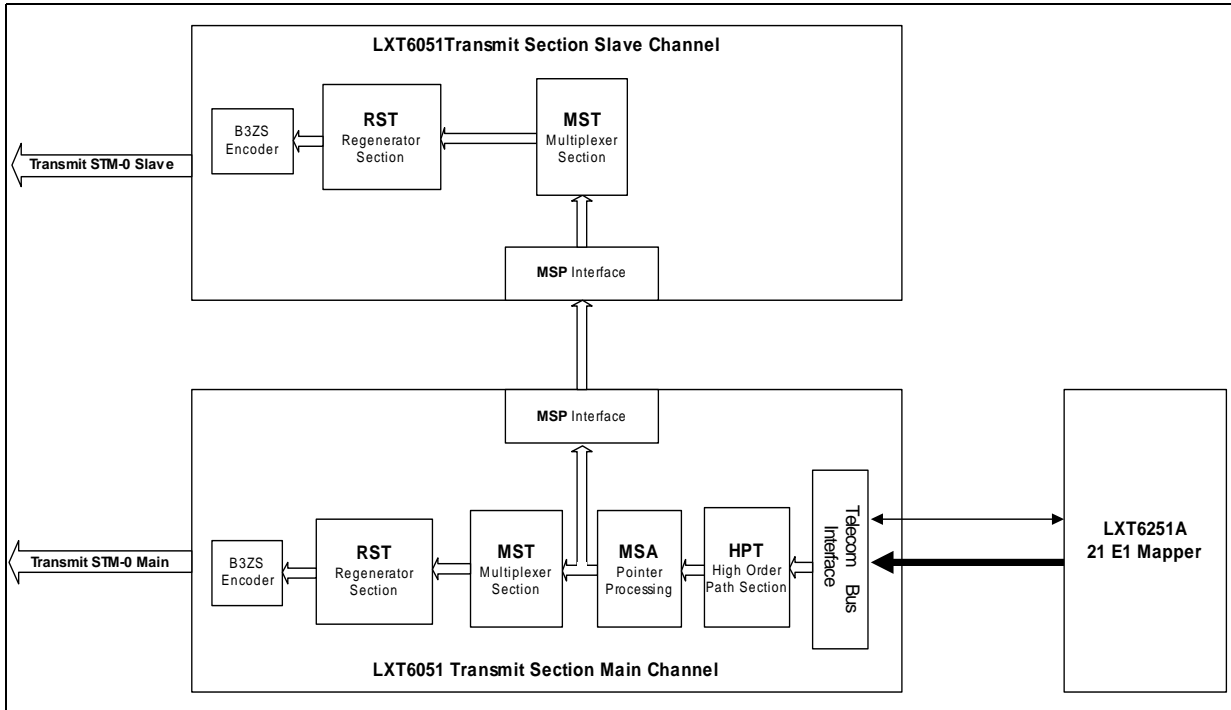 LXT6051Transmit Section Slave Channel
B3ZS
Encoder
RST
Regenerator
Section
MST
Multiplexer
Section
Transmit STM-0 Slave
MSP Interface
MSP Interface
Transmit STM-0 Main
B3ZS
Encoder
RST
Regenerator
Section
MST
Multiplexer
Section
MSA
Pointer
Processing
HPT
High Order
Path Section
Telecom Bus
Interface
LXT6251A
21 E1 Mapper
LXT6051 Transmit Section Main Channel